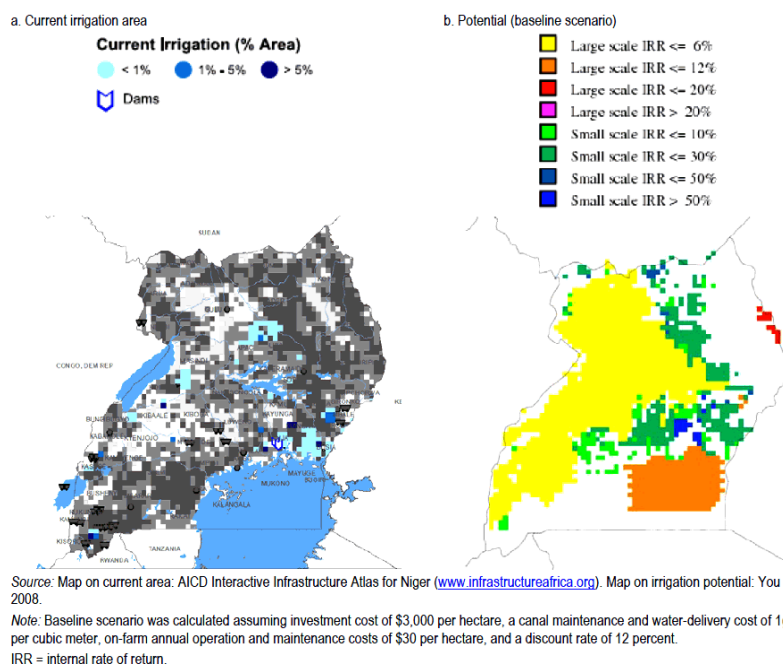 a. Current irrigation area
b. Potential (baseline scenario)
Current Irrigation (% Area)
< 1%
1% - 5%
> 5%
Dams
Large scale IRR <= 6%
Large scale IRR <= 12%
Large scale IRR <= 20%
Large scale IRR > 20%
Small scale IRR <= 10%
Small scale IRR <= 30%
Small scale IRR <= 50%
Small scale IRR > 50%
SUDAN
CONGO, DEM REP
KIBAALE
KIBOGA
KAYUNGA
MAYUGE
MUKONO
KALANGALA
TANZANIA
RWANDA
KI
Source: Map on current area: AICD Interactive Infrastructure Atlas for Niger (www.infrastructureafrica.org). Map on irrigation potential: You
2008.
Note: Baseline scenario was calculated assuming investment cost of $3,000 per hectare, a canal maintenance and water-delivery cost of 1
per cubic meter, on-farm annual operation and maintenance costs of $30 per hectare, and a discount rate of 12 percent.
IRR = internal rate of return.